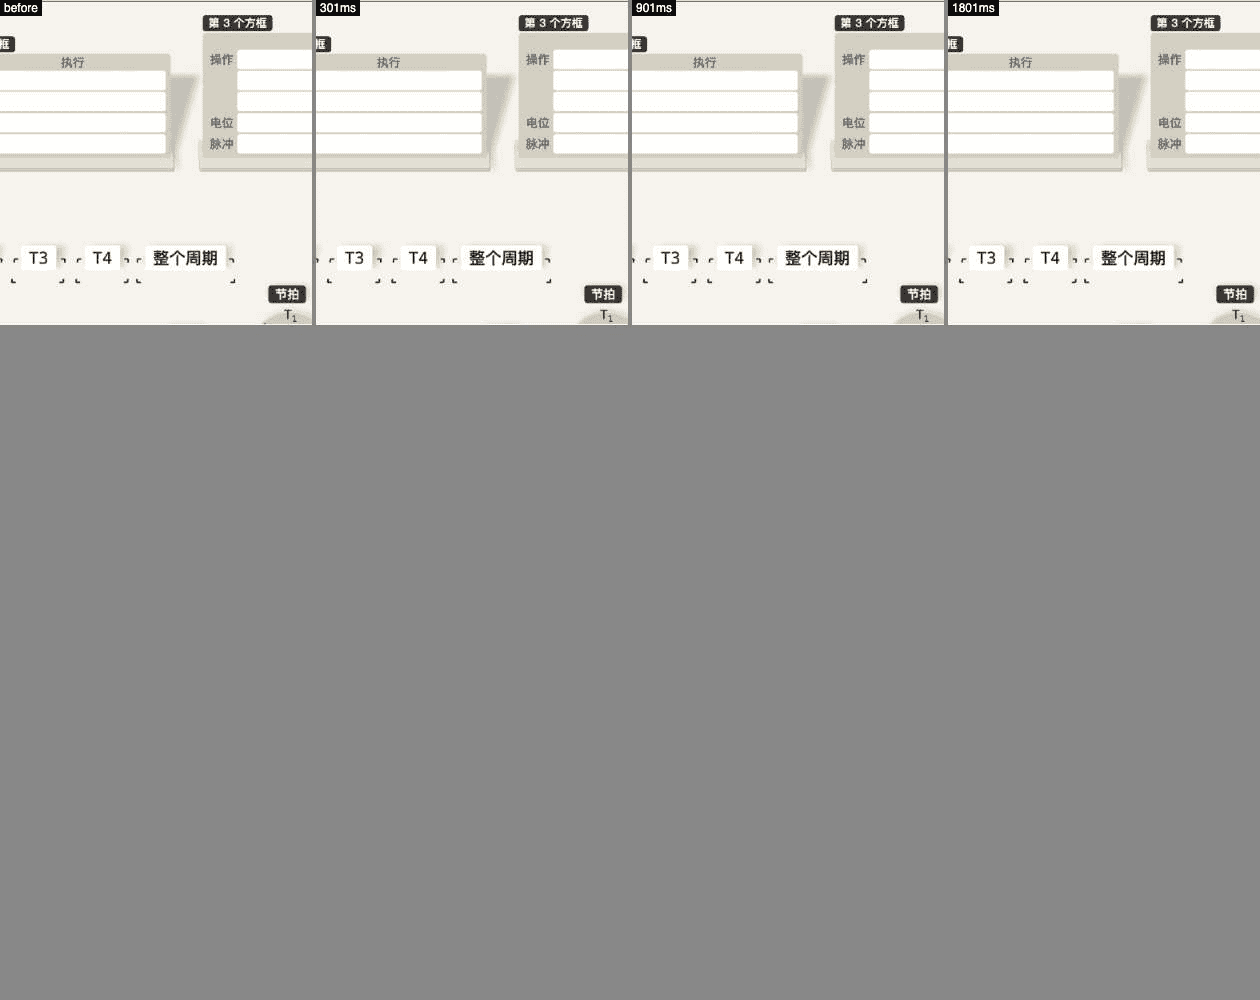 before
301ms
901ms
1801ms
第 3 个方框
第 3 个方框
第 3 个方框
第 3 个方框
框
框
框
框
执行
操作
执行
操作
执行
操作
执行
操作
电位
电位
电位
电位
脉冲
脉冲
脉冲
脉冲
T3
T4
整个周期
T3
T4
整个周期
T3
T4
整个周期
T3
T4
整个周期
节拍
节拍
节拍
节拍
T₁
T₁
T₁
T₁